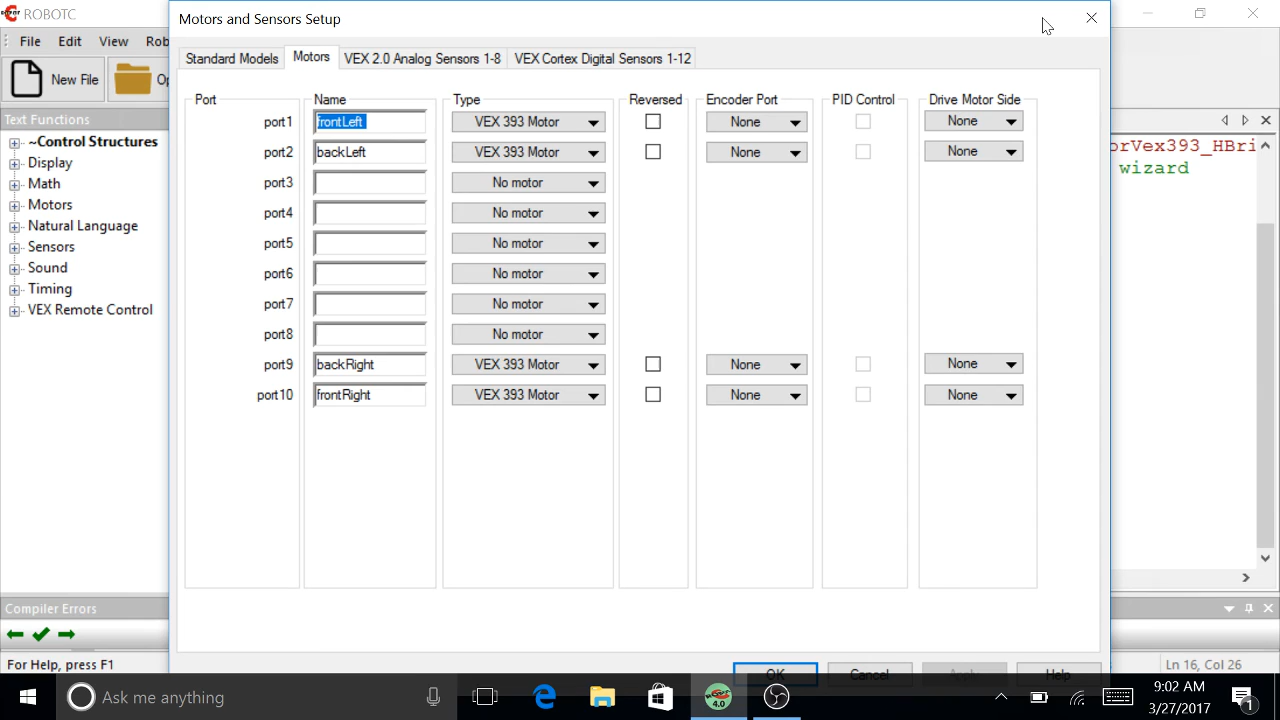 ROBOTC
Motors and Sensors Setup
File Edit View Rob
New File
Op
Standard Models Motors VEX 2.0 Analog Sensors 1-8 VEX Cortex Digital Sensors 1-12
Text Functions
~Control Structures
Display
Math
Motors
Natural Language
Sensors
Sound
Timing
VEX Remote Control
Port Name Type Reversed Encoder Port PID Control Drive Motor Side
port1 frontLeft VEX 393 Motor None None
port2 backLeft VEX 393 Motor None None
port3 No motor
port4 No motor
port5 No motor
port6 No motor
port7 No motor
port8 No motor
port9 backRight VEX 393 Motor None None
port10 frontRight VEX 393 Motor None None
orVex393_HBri
wizard
Compiler Errors
For Help, press F1
OK Cancel Apply Help
Ln 16, Col 26
Ask me anything
4.0
9:02 AM
3/27/2017
1